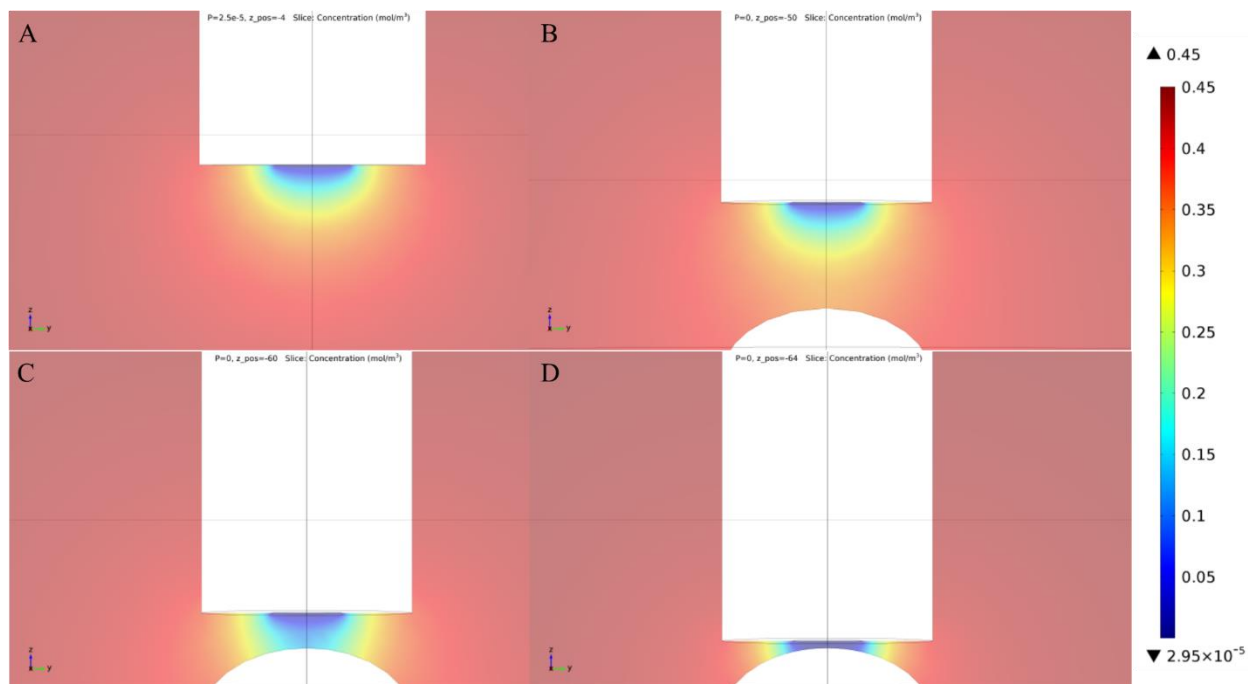 A
P=2.5e-5, z_pos=-4 Slice: Concentration (mol/m³)
z
y
B
P=0, z_pos=-50 Slice: Concentration (mol/m³)
z
y
C
P=0, z_pos=-60 Slice: Concentration (mol/m³)
z
y
D
P=0, z_pos=-64 Slice: Concentration (mol/m³)
z
y
▲ 0.45
0.45
0.4
0.35
0.3
0.25
0.2
0.15
0.1
0.05
▼ 2.95×10⁻⁵